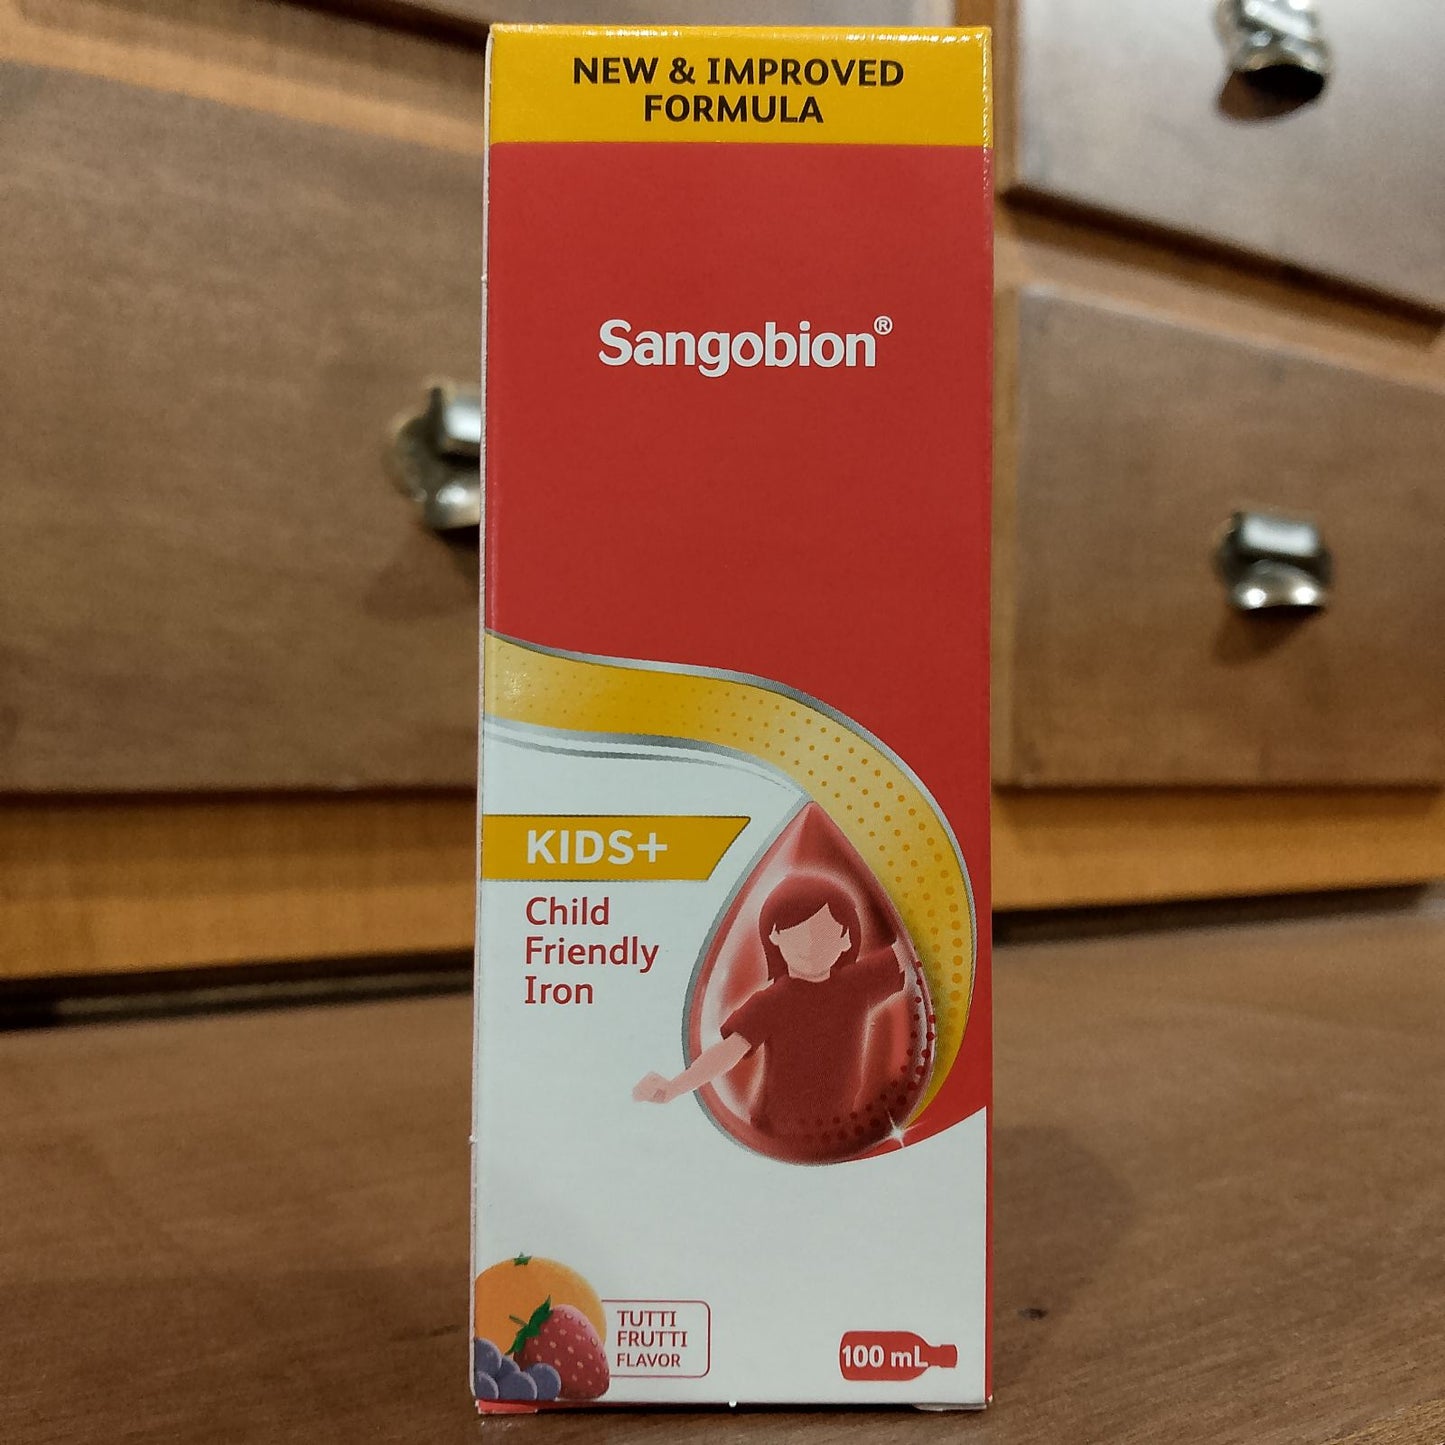 NEW & IMPROVED
FORMULA
Sangobion®
KIDS+
Child
Friendly
Iron
TUTTI
FRUTTI
FLAVOR
100 mL